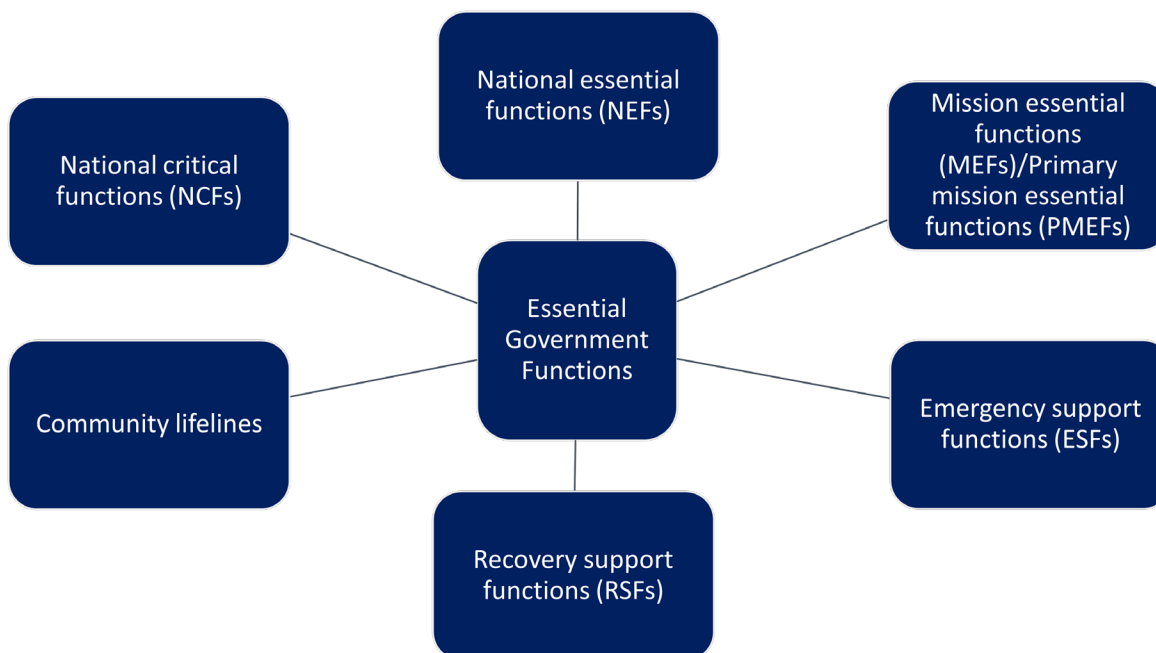 National essential
functions (NEFs)
Mission essential
functions
(MEFs)/Primary
mission essential
functions (PMEFs)
National critical
functions (NCFs)
Essential
Government
Functions
Community lifelines
Emergency support
functions (ESFs)
Recovery support
functions (RSFs)